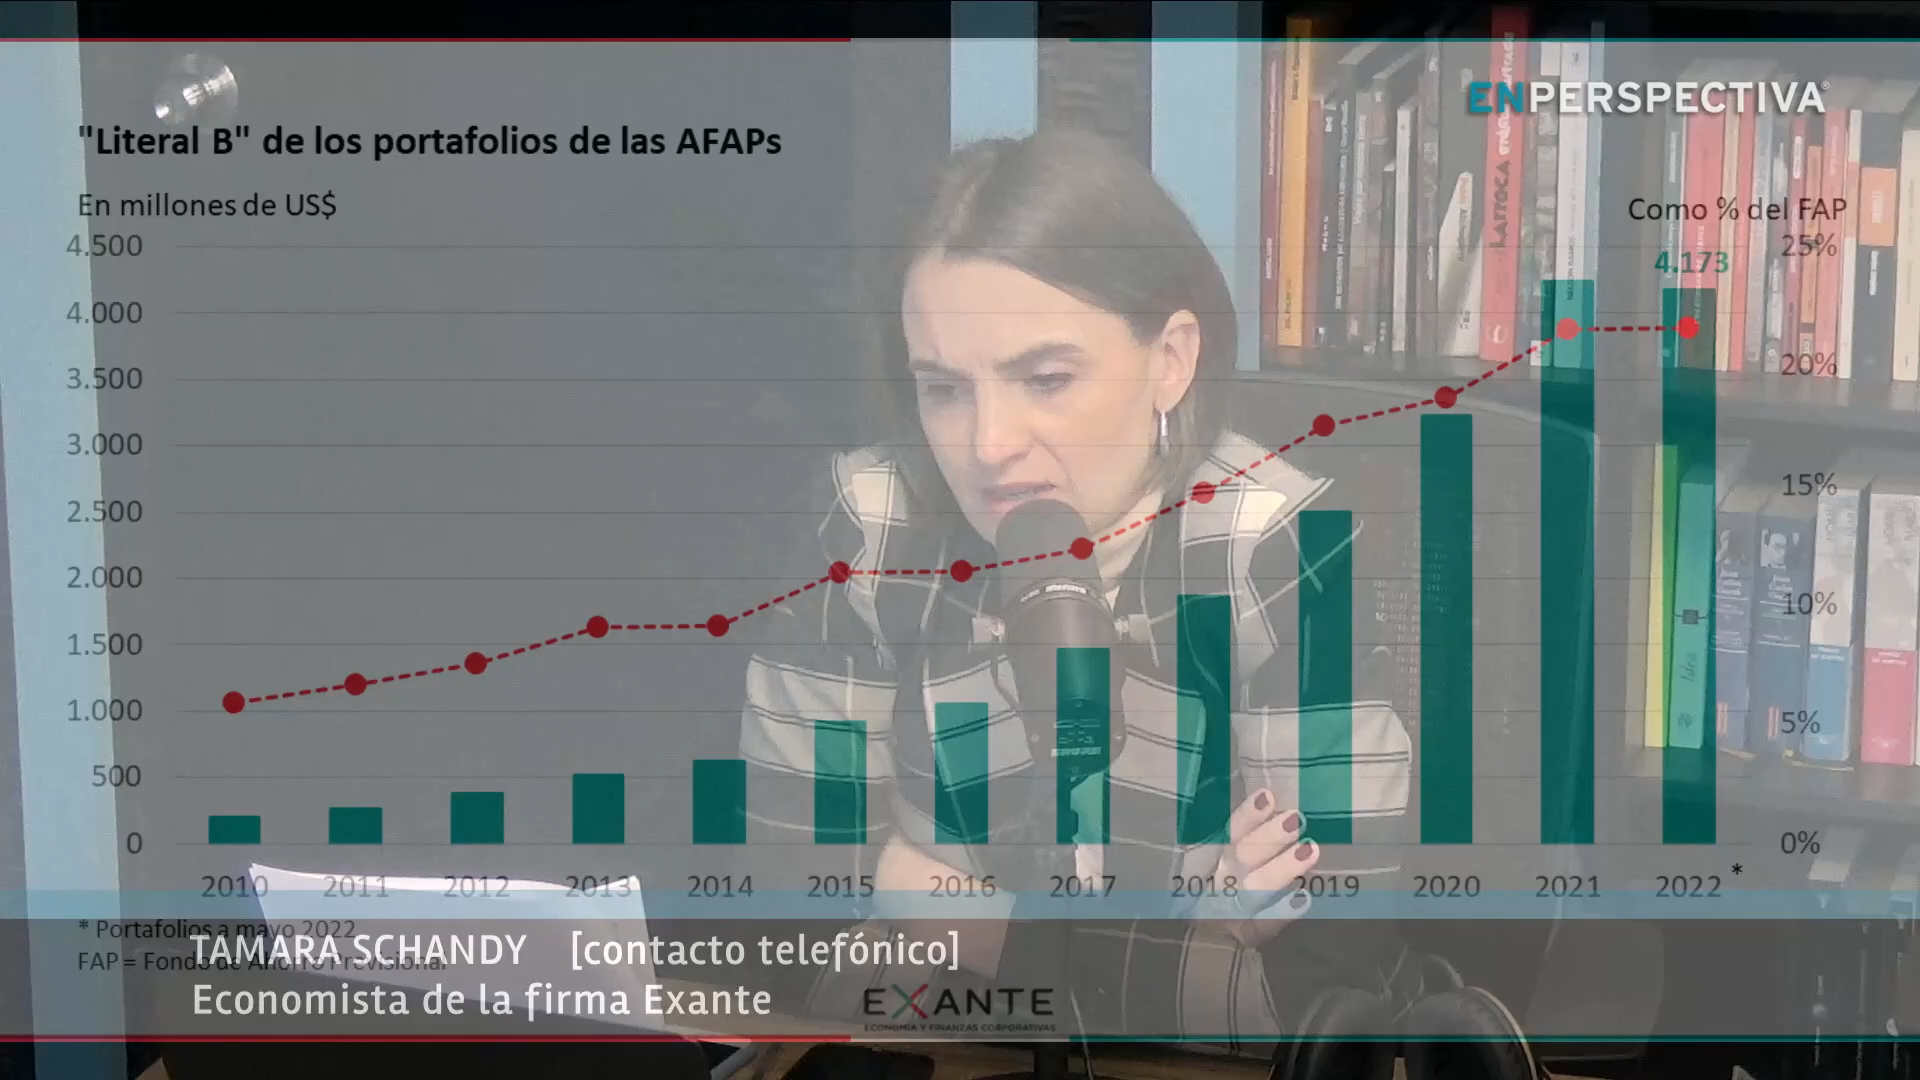 ENPERSPECTIVA
"Literal B" de los portafolios de las AFAPs
En millones de US$
Como % del FAP
4.500
25%
4.173
4.000
3.500
20%
3.000
15%
2.500
2.000
10%
1.500
1.000
5%
500
0
0%
2010 2011 2012 2013 2014 2015 2016 2017 2018 2019 2020 2021 2022 *
* Portafolios a mayo 2022
FAP = Fondo de Ahorro Previsional
TAMARA SCHANDY [contacto telefónico]
Economista de la firma Exante
EXANTE
ECONOMÍA Y FINANZAS CORPORATIVAS